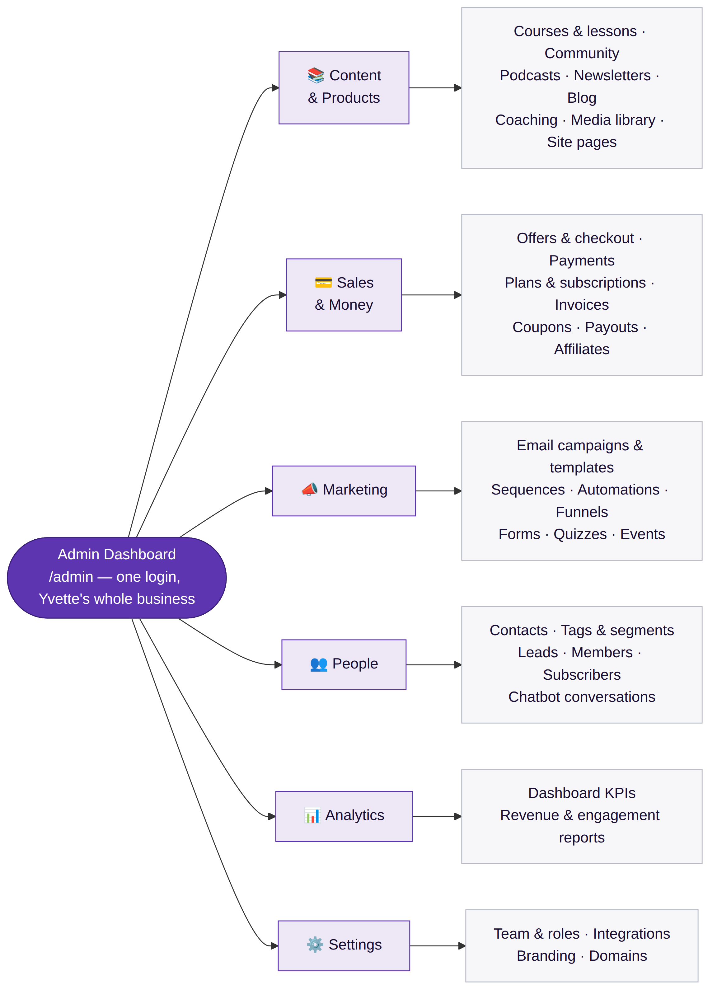 Admin Dashboard
/admin — one login,
Yvette's whole business
📚 Content
& Products
Courses & lessons ·
Community
Podcasts · Newsletters ·
Blog
Coaching · Media library ·
Site pages
💳 Sales
& Money
Offers & checkout ·
Payments
Plans & subscriptions ·
Invoices
Coupons · Payouts ·
Affiliates
📣 Marketing
Email campaigns &
templates
Sequences · Automations ·
Funnels
Forms · Quizzes · Events
👥 People
Contacts · Tags & segments
Leads · Members ·
Subscribers
Chatbot conversations
📊 Analytics
Dashboard KPIs
Revenue & engagement
reports
⚙️ Settings
Team & roles · Integrations
Branding · Domains